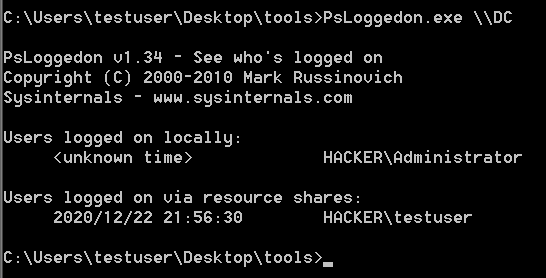 C:\Users\testuser\Desktop\tools>PsLoggedon.exe \\DC
PsLoggedon v1.34 - See who's logged on
Copyright (C) 2000-2010 Mark Russinovich
Sysinternals - www.sysinternals.com
Users logged on locally:
<unknown time> HACKER\Administrator
Users logged on via resource shares:
2020/12/22 21:56:30 HACKER\testuser
C:\Users\testuser\Desktop\tools>_